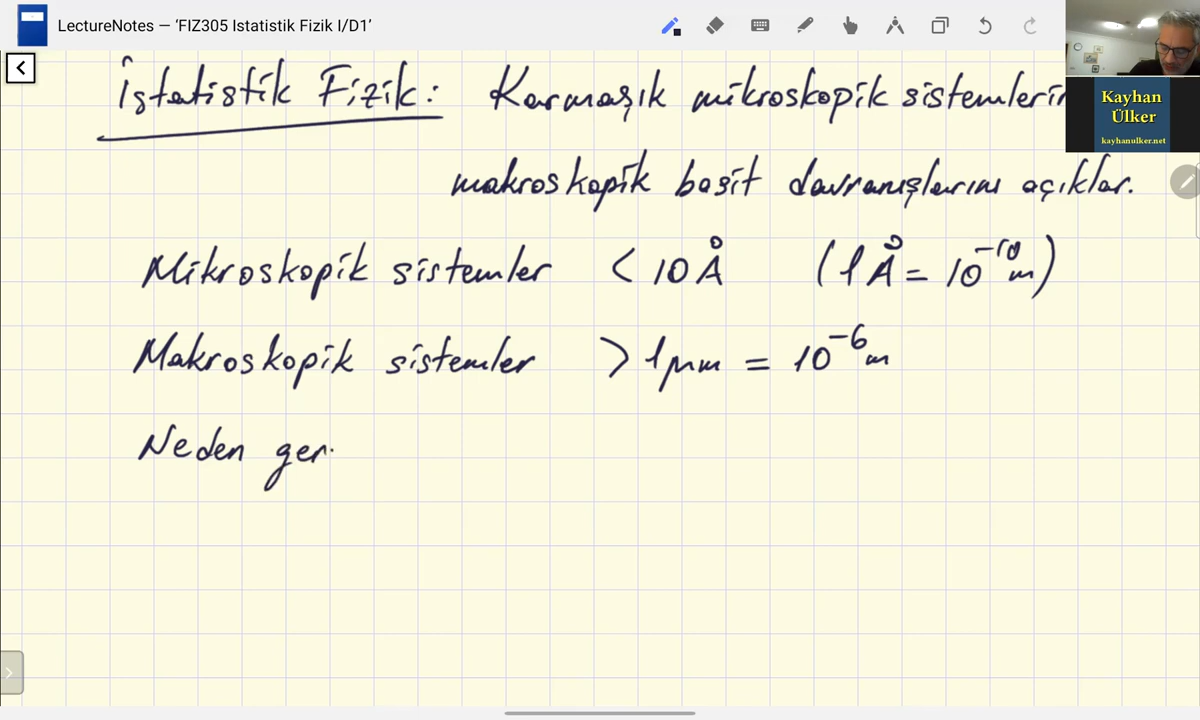 LectureNotes — ‘FIZ305 Istatistik Fizik I/D1’
İstatistik Fizik: Karmaşık mikroskopik sistemlerin
Kayhan
Ülker
kayhanulker.net
makroskopik basit davranışlarını açıklar.
Mikroskopik sistemler < 10 Å (1 Å = 10⁻¹⁰ m)
Makroskopik sistemler > 1 μm = 10⁻⁶ m
Neden ger